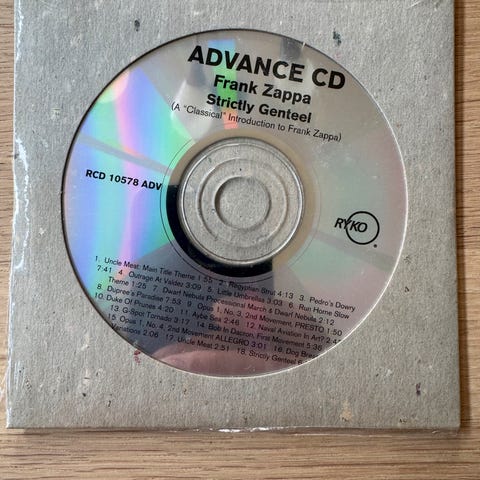 ADVANCE CD
Frank Zappa
Strictly Genteel
(A "Classical" Introduction to Frank Zappa)
RCD 10578 ADV
RYKO
1. Uncle Meat: Main Title Theme 1:55 2. Regyptian Strut 4:13 3. Pedro's Dowry
7:41 4. Outrage At Valdez 3:09 5. Little Umbrellas 3:03 6. Run Home Slow
Theme 1:25 7. Dwarf Nebula Processional March & Dwarf Nebula 2:12
8. Dupree's Paradise 7:53 9. Opus 1, No. 3, 2nd Movement, PRESTO 1:50
10. Duke Of Prunes 4:20 11. Aybe Sea 2:46 12. Naval Aviation In Art? 2:
13. G-Spot Tornado 3:17 14. Bob In Dacron, First Movement 5:36
15. Opus 1, No. 4, 2nd Movement ALLEGRO 3:01 16. Dog Bre
Variations 2:06 17. Uncle Meat 2:51 18. Strictly Genteel 6